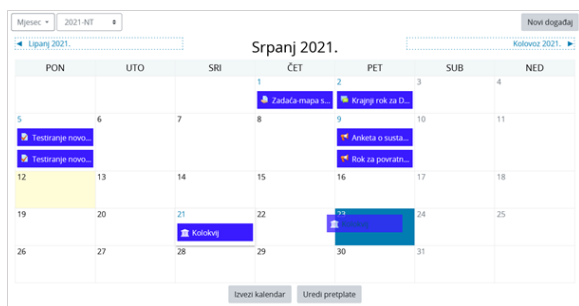 Mjesec 2021-NT Novi događaj
◄ Lipanj 2021. Srpanj 2021. Kolovoz 2021. ►
PON UTO SRI ČET PET SUB NED
1 2 3 4
Zadaća-mapa s... Krajnji rok za D...
5 6 7 8 9 10 11
Testiranje novo... Anketa o susta...
Testiranje novo... Rok za povratn...
12 13 14 15 16 17 18
19 20 21 22 23 24 25
Kolokvij
26 27 28 29 30 31
Izvezi kalendar Uredi pretplate